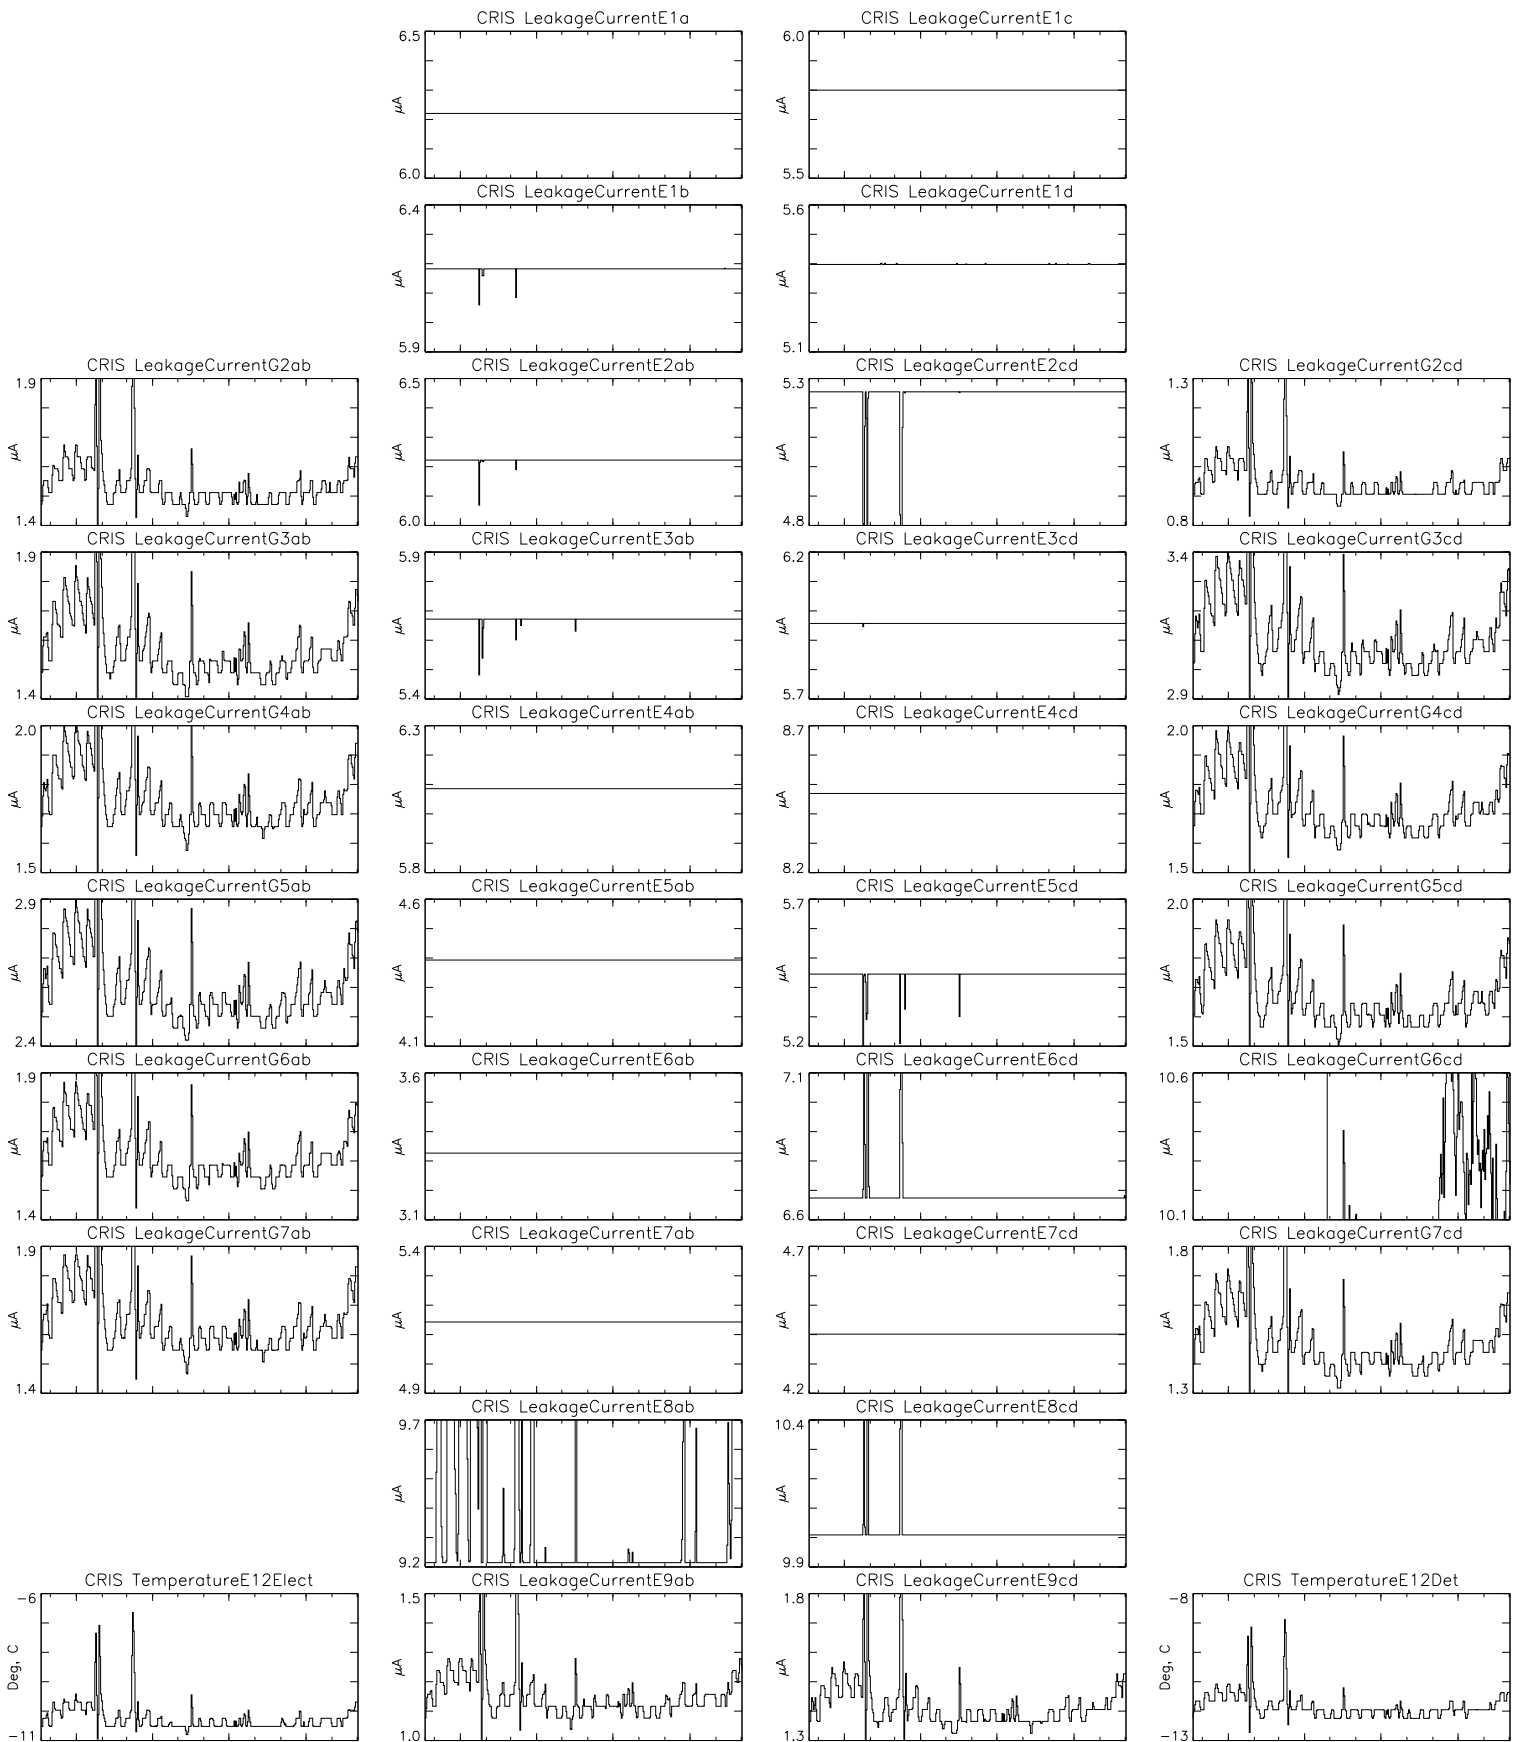 CRIS LeakageCurrentE1a
CRIS LeakageCurrentE1c
6.5
μA
6.0
6.0
μA
5.5
CRIS LeakageCurrentE1b
CRIS LeakageCurrentE1d
6.4
μA
5.9
5.6
μA
5.1
CRIS LeakageCurrentG2ab
CRIS LeakageCurrentE2ab
CRIS LeakageCurrentE2cd
CRIS LeakageCurrentG2cd
1.9
μA
1.4
6.5
μA
6.0
5.3
μA
4.8
1.3
μA
0.8
CRIS LeakageCurrentG3ab
CRIS LeakageCurrentE3ab
CRIS LeakageCurrentE3cd
CRIS LeakageCurrentG3cd
1.9
μA
1.4
5.9
μA
5.4
6.2
μA
5.7
3.4
μA
2.9
CRIS LeakageCurrentG4ab
CRIS LeakageCurrentE4ab
CRIS LeakageCurrentE4cd
CRIS LeakageCurrentG4cd
2.0
μA
1.5
6.3
μA
5.8
8.7
μA
8.2
2.0
μA
1.5
CRIS LeakageCurrentG5ab
CRIS LeakageCurrentE5ab
CRIS LeakageCurrentE5cd
CRIS LeakageCurrentG5cd
2.9
μA
2.4
4.6
μA
4.1
5.7
μA
5.2
2.0
μA
1.5
CRIS LeakageCurrentG6ab
CRIS LeakageCurrentE6ab
CRIS LeakageCurrentE6cd
CRIS LeakageCurrentG6cd
1.9
μA
1.4
3.6
μA
3.1
7.1
μA
6.6
10.6
μA
10.1
CRIS LeakageCurrentG7ab
CRIS LeakageCurrentE7ab
CRIS LeakageCurrentE7cd
CRIS LeakageCurrentG7cd
1.9
μA
1.4
5.4
μA
4.9
4.7
μA
4.2
1.8
μA
1.3
CRIS LeakageCurrentE8ab
CRIS LeakageCurrentE8cd
9.7
μA
9.2
10.4
μA
9.9
CRIS TemperatureE12Elect
CRIS LeakageCurrentE9ab
CRIS LeakageCurrentE9cd
CRIS TemperatureE12Det
-6
Deg, C
-11
1.5
μA
1.0
1.8
μA
1.3
-8
Deg, C
-13